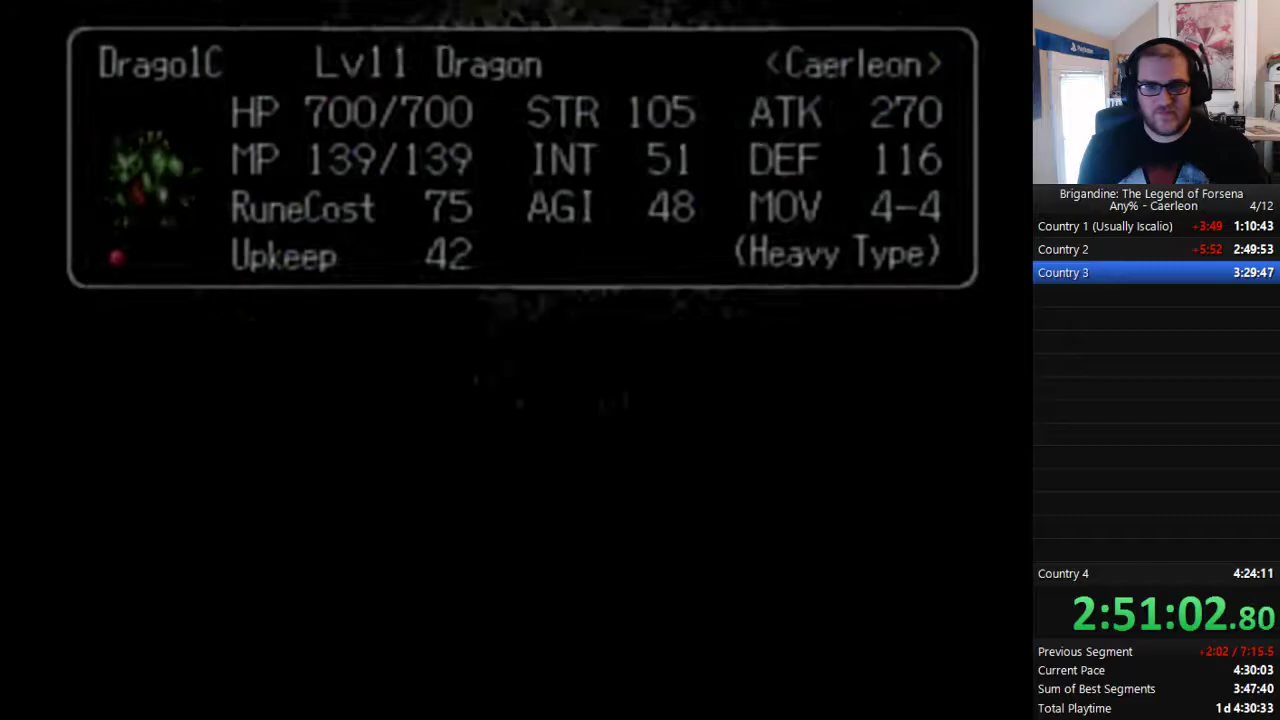 Drago1C Lv11 Dragon <Caerleon>
HP 700/700 STR 105 ATK 270
MP 139/139 INT 51 DEF 116
RuneCost 75 AGI 48 MOV 4-4
Upkeep 42 (Heavy Type)
PlayStation
Brigandine: The Legend of Forsena
Any% - Caerleon 4/12
Country 1 (Usually Iscalio) +3:49 1:10:43
Country 2 +5:52 2:49:53
Country 3 3:29:47
Country 4 4:24:11
2:51:02.80
Previous Segment +2:02 / 7:15.5
Current Pace 4:30:03
Sum of Best Segments 3:47:40
Total Playtime 1 d 4:30:33